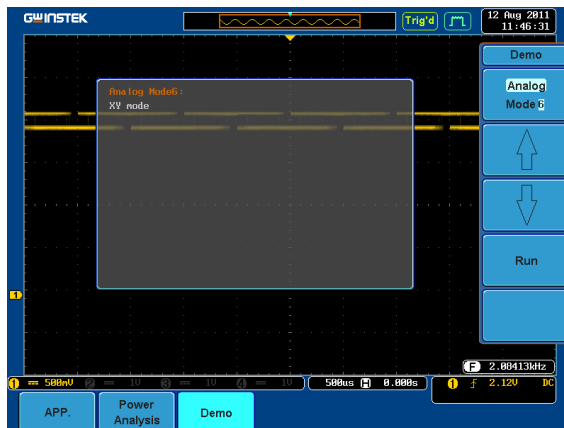 GWINSTEK
Trig'd
12 Aug 2011
11:46:31
Demo
Analog
Mode 6
Analog Mode6:
XY mode
Run
1
F 2.08413kHz
1 500mV 2 1V 3 1V 4 1V
500us H 0.000s
1 2.12V DC
APP.
Power
Analysis
Demo